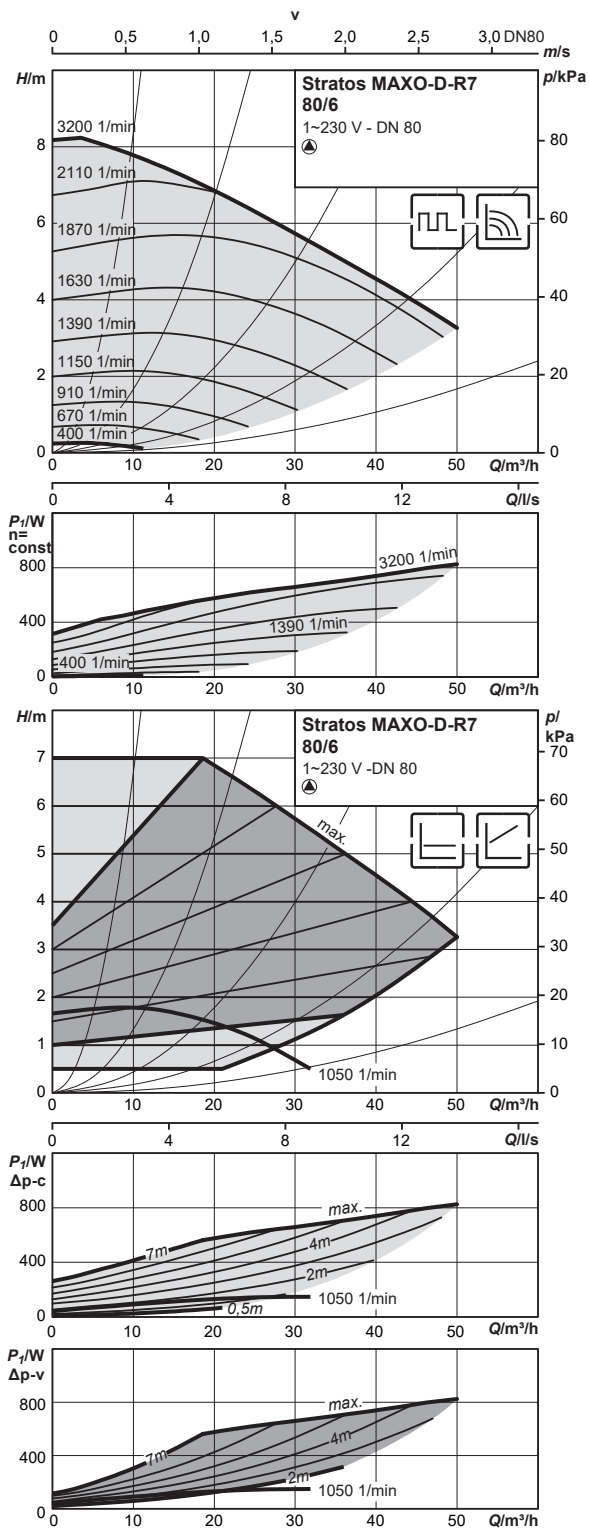 v
0 0,5 1,0 1,5 2,0 2,5 3,0 DN80
m/s
H/m
p/kPa
Stratos MAXO-D-R7
80/6
1~230 V - DN 80
3200 1/min
2110 1/min
1870 1/min
1630 1/min
1390 1/min
1150 1/min
910 1/min
670 1/min
400 1/min
8
6
4
2
0
80
60
40
20
0
0 10 20 30 40 50 Q/m³/h
0 4 8 12 Q/l/s
P1/W
n=
const
800
400
0
3200 1/min
1390 1/min
400 1/min
0 10 20 30 40 50 Q/m³/h
H/m
p/
kPa
Stratos MAXO-D-R7
80/6
1~230 V -DN 80
max.
7
6
5
4
3
2
1
0
70
60
50
40
30
20
10
0
1050 1/min
0 10 20 30 40 50 Q/m³/h
0 4 8 12 Q/l/s
P1/W
Δp-c
800
400
0
7m
max.
4m
2m
1050 1/min
0,5m
0 10 20 30 40 50 Q/m³/h
P1/W
Δp-v
800
400
0
7m
max.
4m
2m
1050 1/min
0 10 20 30 40 50 Q/m³/h